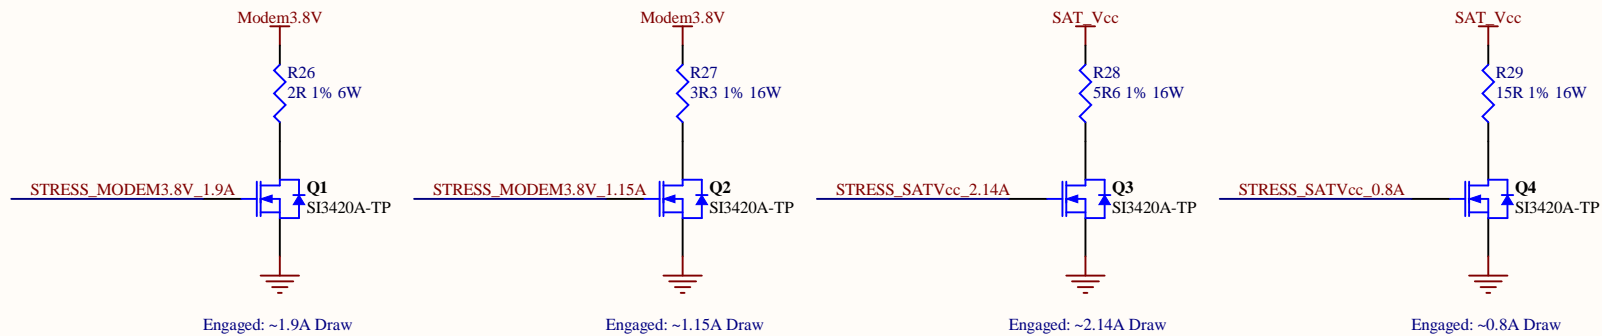 Modem3.8V
R26
2R 1% 6W
STRESS_MODEM3.8V_1.9A
Q1
SI3420A-TP
Engaged: ~1.9A Draw
Modem3.8V
R27
3R3 1% 16W
STRESS_MODEM3.8V_1.15A
Q2
SI3420A-TP
Engaged: ~1.15A Draw
SAT_Vcc
R28
5R6 1% 16W
STRESS_SATVcc_2.14A
Q3
SI3420A-TP
Engaged: ~2.14A Draw
SAT_Vcc
R29
15R 1% 16W
STRESS_SATVcc_0.8A
Q4
SI3420A-TP
Engaged: ~0.8A Draw